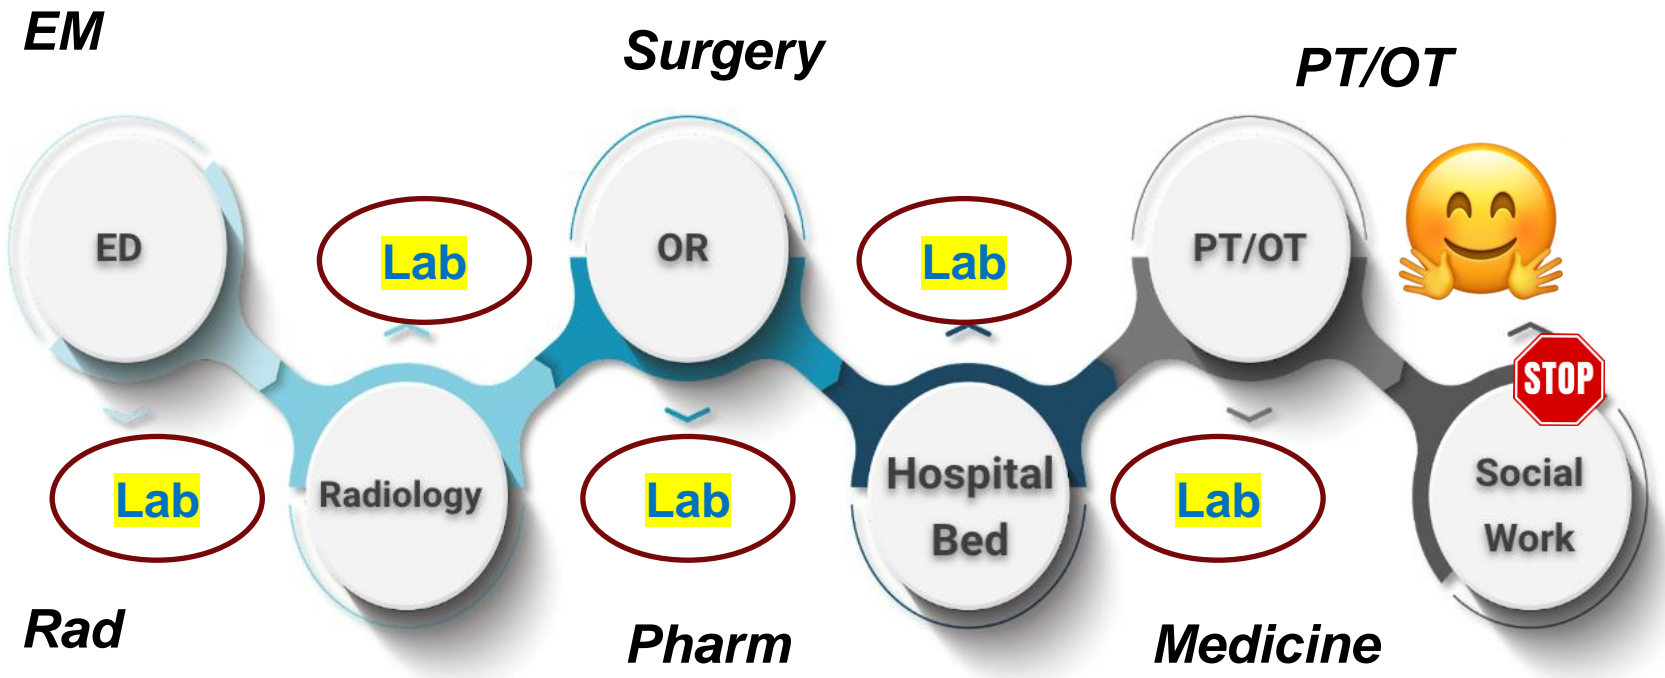 EM
Surgery
PT/OT
ED
Lab
OR
Lab
PT/OT
STOP
Lab
Radiology
Lab
Hospital
Bed
Lab
Social
Work
Rad
Pharm
Medicine